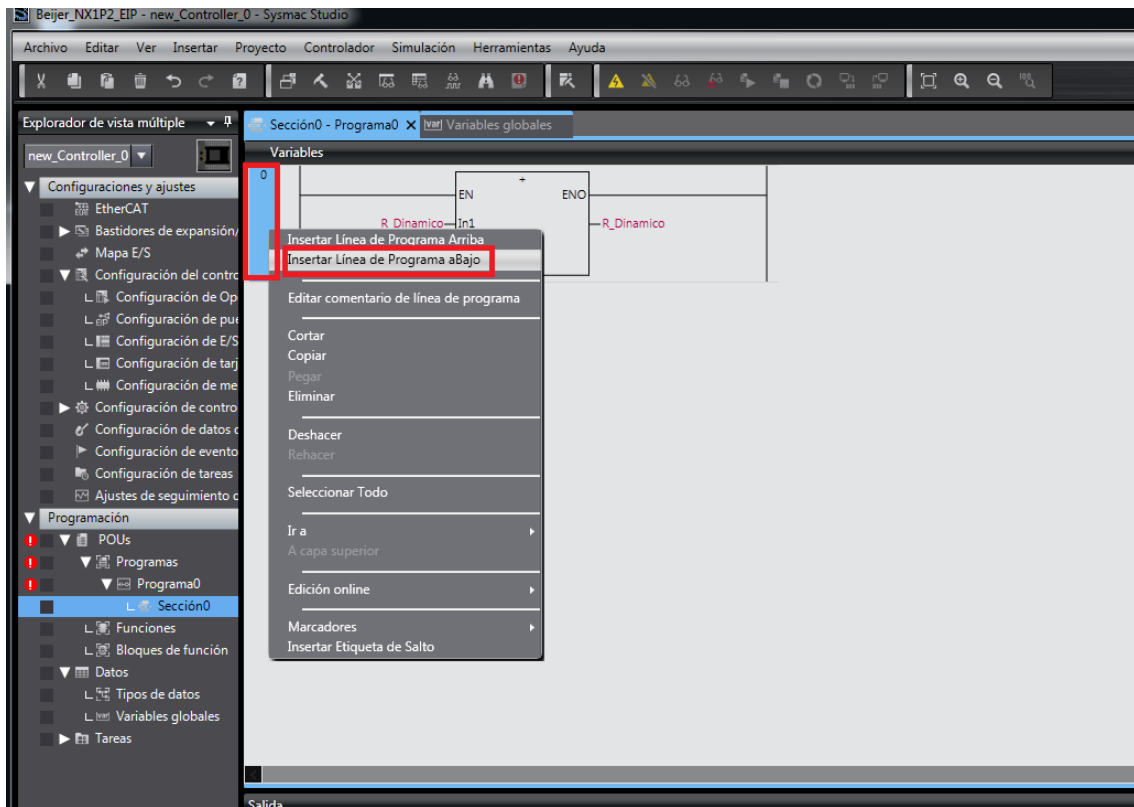 Beijer_NX1P2_EIP - new_Controller_0 - Sysmac Studio
Archivo Editar Ver Insertar Proyecto Controlador Simulación Herramientas Ayuda
Explorador de vista múltiple
new_Controller_0
Configuraciones y ajustes
EtherCAT
Bastidores de expansión/
Mapa E/S
Configuración del contro
Configuración de Op
Configuración de pue
Configuración de E/S
Configuración de tarj
Configuración de me
Configuración de contro
Configuración de datos c
Configuración de evento
Configuración de tareas
Ajustes de seguimiento d
Programación
POUs
Programas
Programa0
Sección0
Funciones
Bloques de función
Datos
Tipos de datos
Variables globales
Tareas
Sección0 - Programa0 Variables globales
Variables
0
+
EN ENO
R_Dinamico In1 R_Dinamico
Insertar Línea de Programa Arriba
Insertar Línea de Programa aBajo
Editar comentario de línea de programa
Cortar
Copiar
Pegar
Eliminar
Deshacer
Rehacer
Seleccionar Todo
Ir a
A capa superior
Edición online
Marcadores
Insertar Etiqueta de Salto
Salida